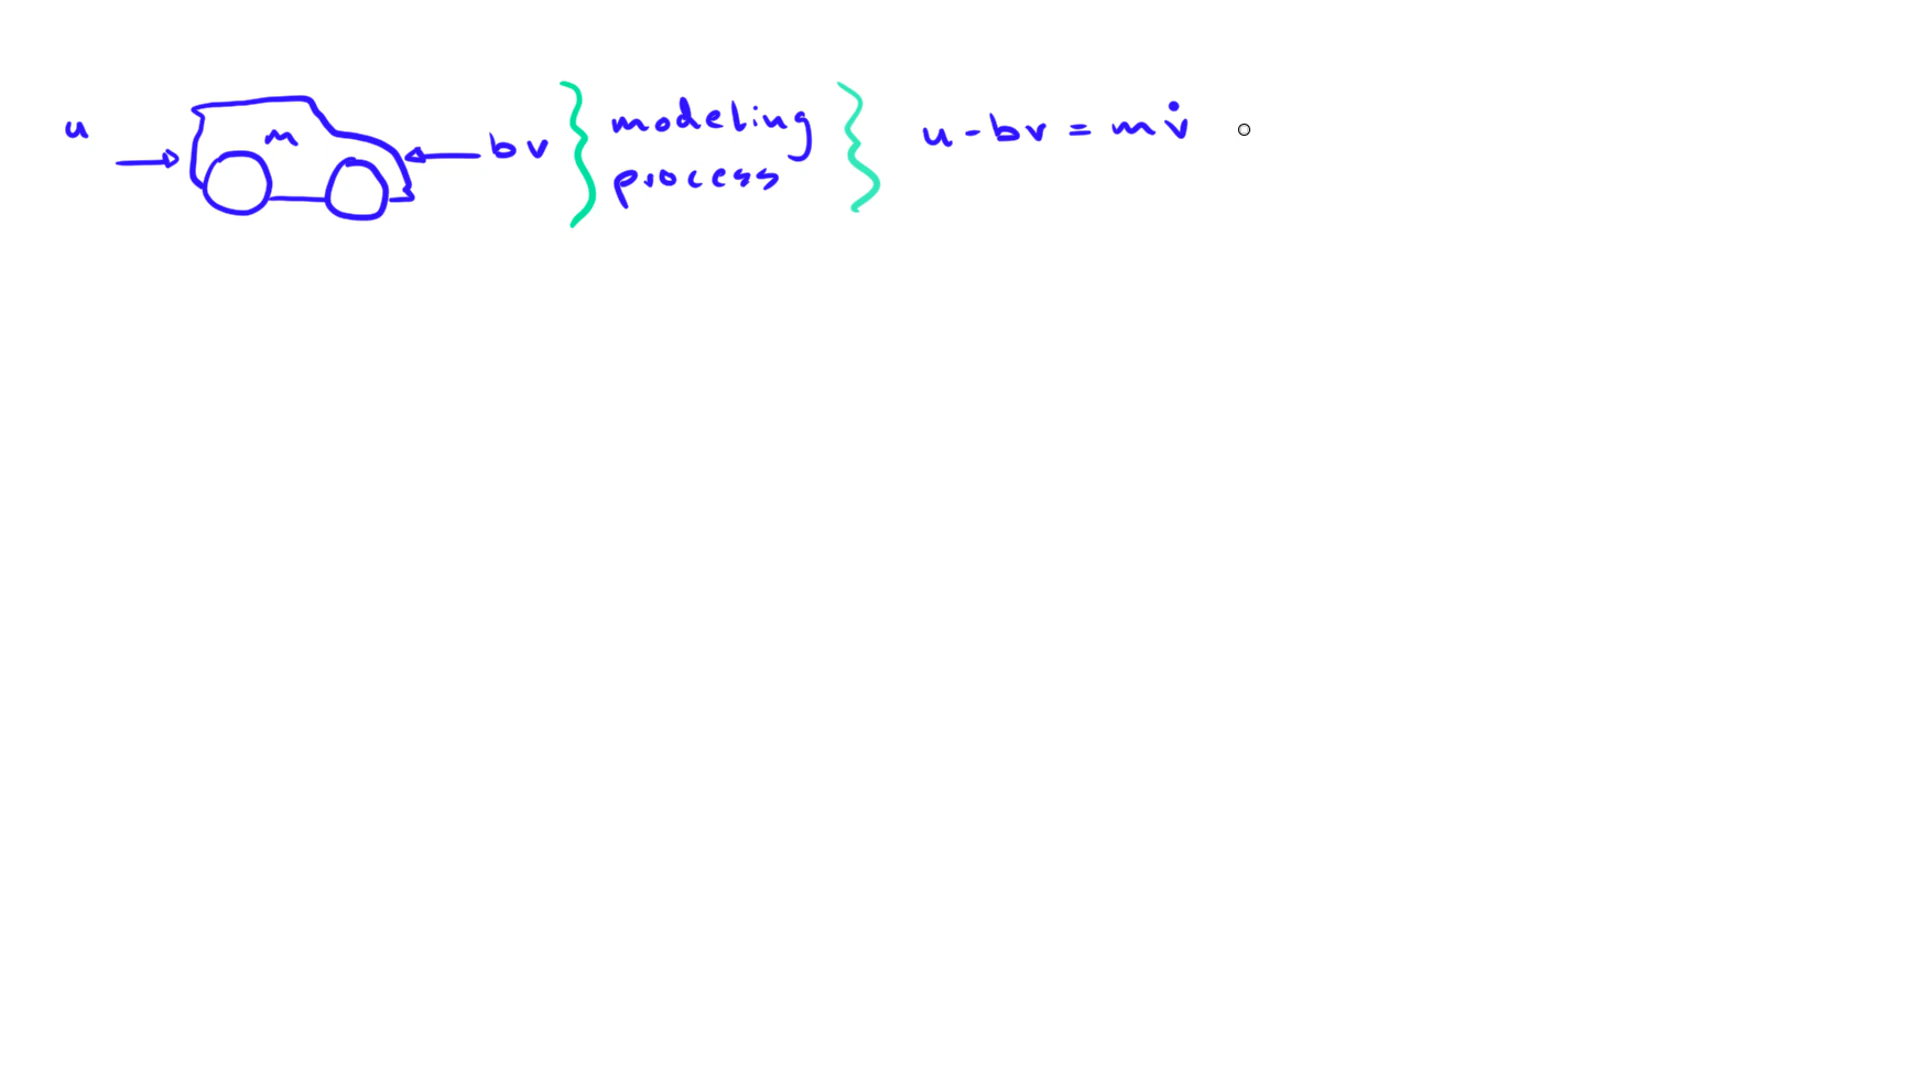 u
m
bv
modeling
process
u - bv = mv̇